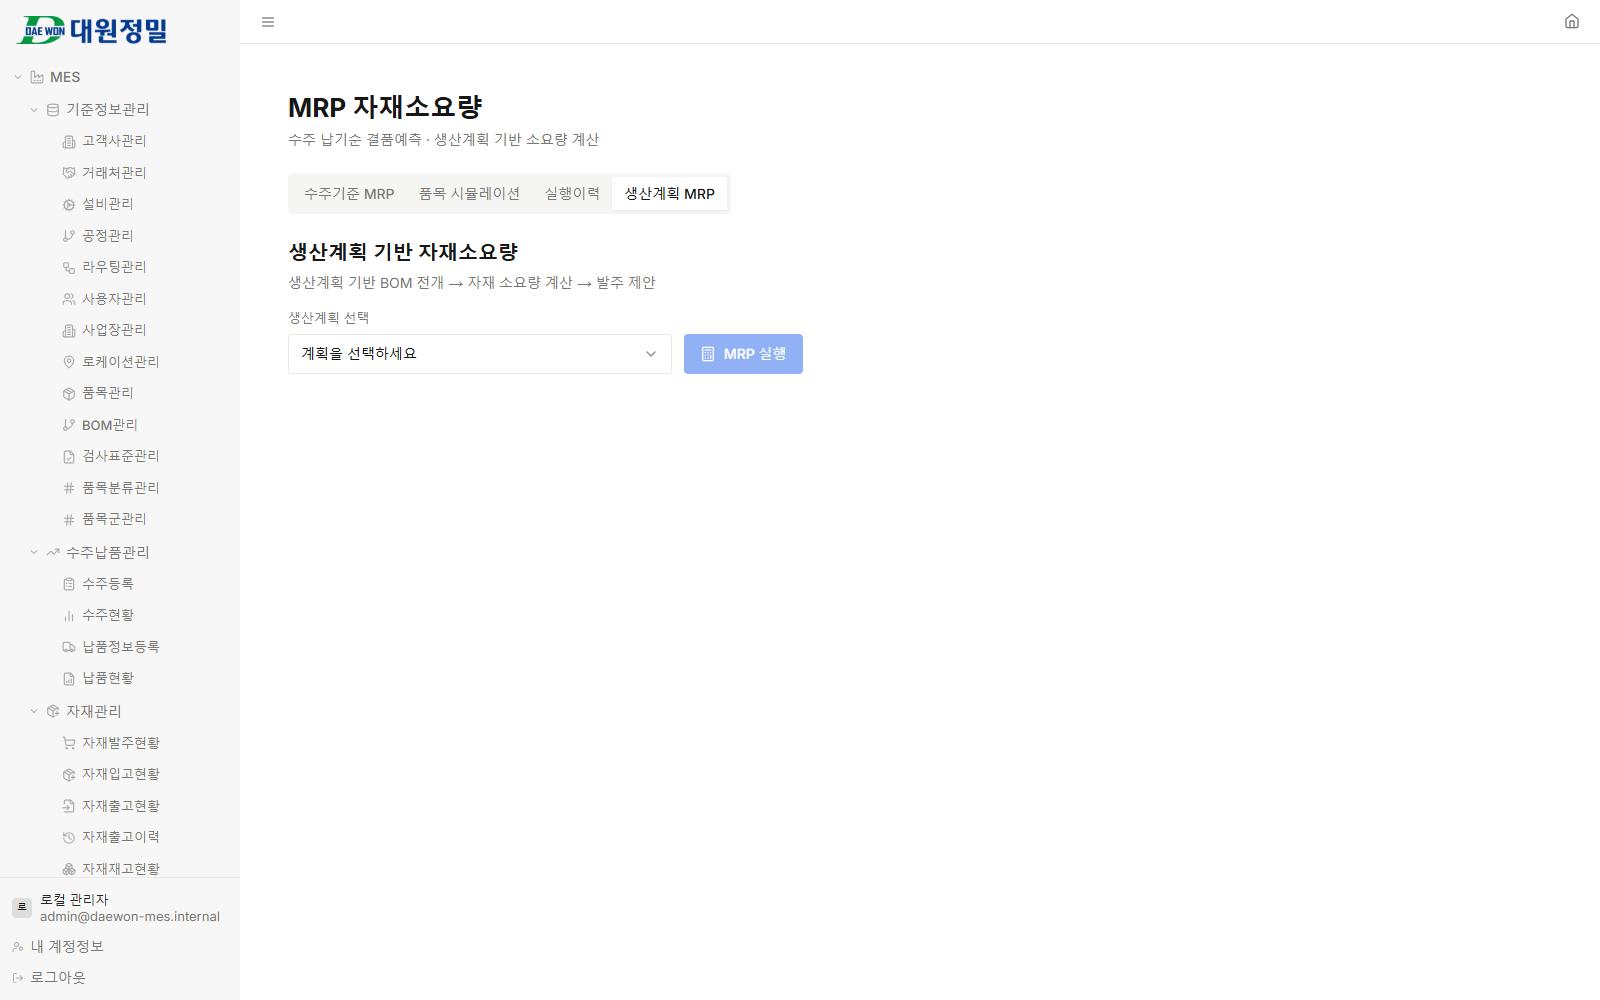 DAE WON 대원정밀
MES
기준정보관리
고객사관리
거래처관리
설비관리
공정관리
라우팅관리
사용자관리
사업장관리
로케이션관리
품목관리
BOM관리
검사표준관리
품목분류관리
품목군관리
수주납품관리
수주등록
수주현황
납품정보등록
납품현황
자재관리
자재발주현황
자재입고현황
자재출고현황
자재출고이력
자재재고현황
로
로컬 관리자
admin@daewon-mes.internal
내 계정정보
로그아웃
MRP 자재소요량
수주 납기순 결품예측 · 생산계획 기반 소요량 계산
수주기준 MRP 품목 시뮬레이션 실행이력 생산계획 MRP
생산계획 기반 자재소요량
생산계획 기반 BOM 전개 → 자재 소요량 계산 → 발주 제안
생산계획 선택
계획을 선택하세요 MRP 실행